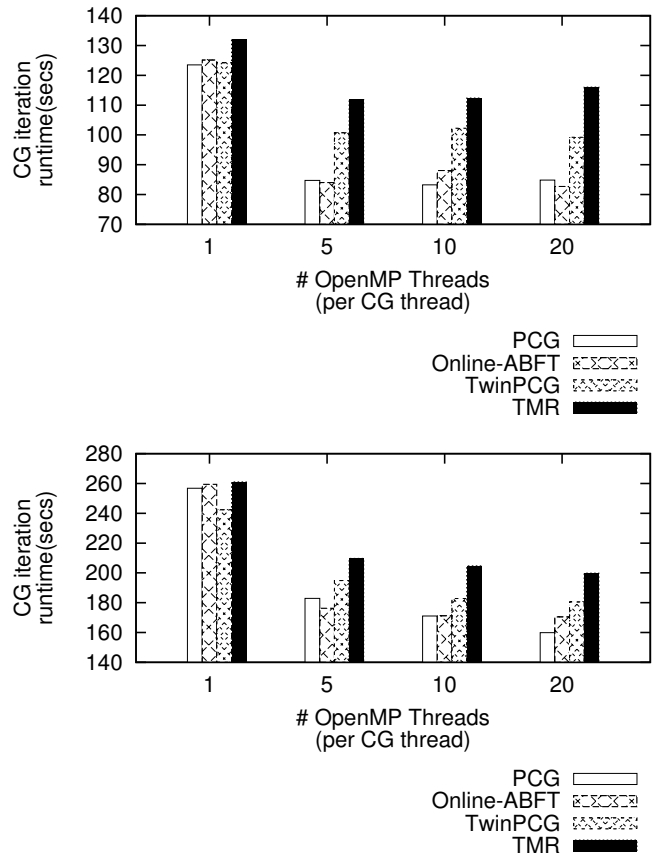 140
130
120
110
100
90
80
70
CG iteration
runtime(secs)
1 5 10 20
# OpenMP Threads
(per CG thread)
PCG
Online-ABFT
TwinPCG
TMR
280
260
240
220
200
180
160
140
CG iteration
runtime(secs)
1 5 10 20
# OpenMP Threads
(per CG thread)
PCG
Online-ABFT
TwinPCG
TMR